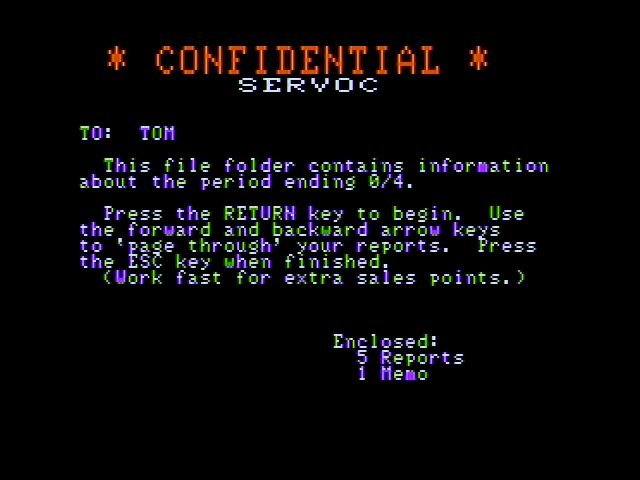 * CONFIDENTIAL *
SERVOC
TO: TOM
This file folder contains information
about the period ending 0/4.
Press the RETURN key to begin. Use
the forward and backward arrow keys
to 'page through' your reports. Press
the ESC key when finished.
(Work fast for extra sales points.)
Enclosed:
5 Reports
1 Memo